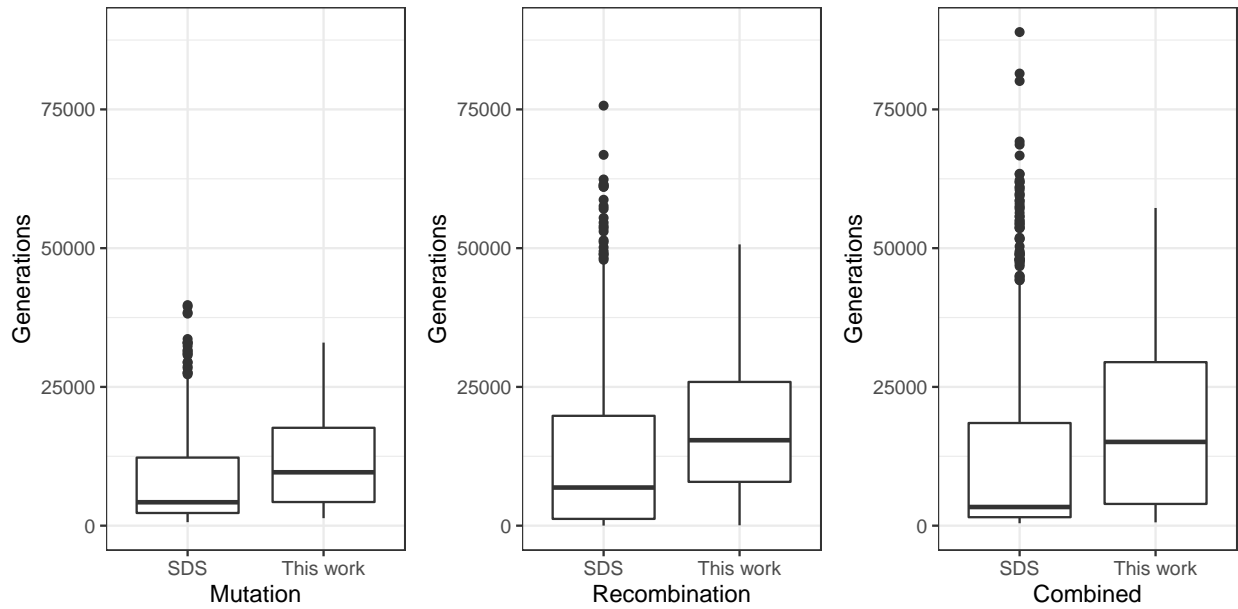 75000
50000
25000
0
Generations
SDS This work
Mutation
75000
50000
25000
0
Generations
SDS This work
Recombination
75000
50000
25000
0
Generations
SDS This work
Combined